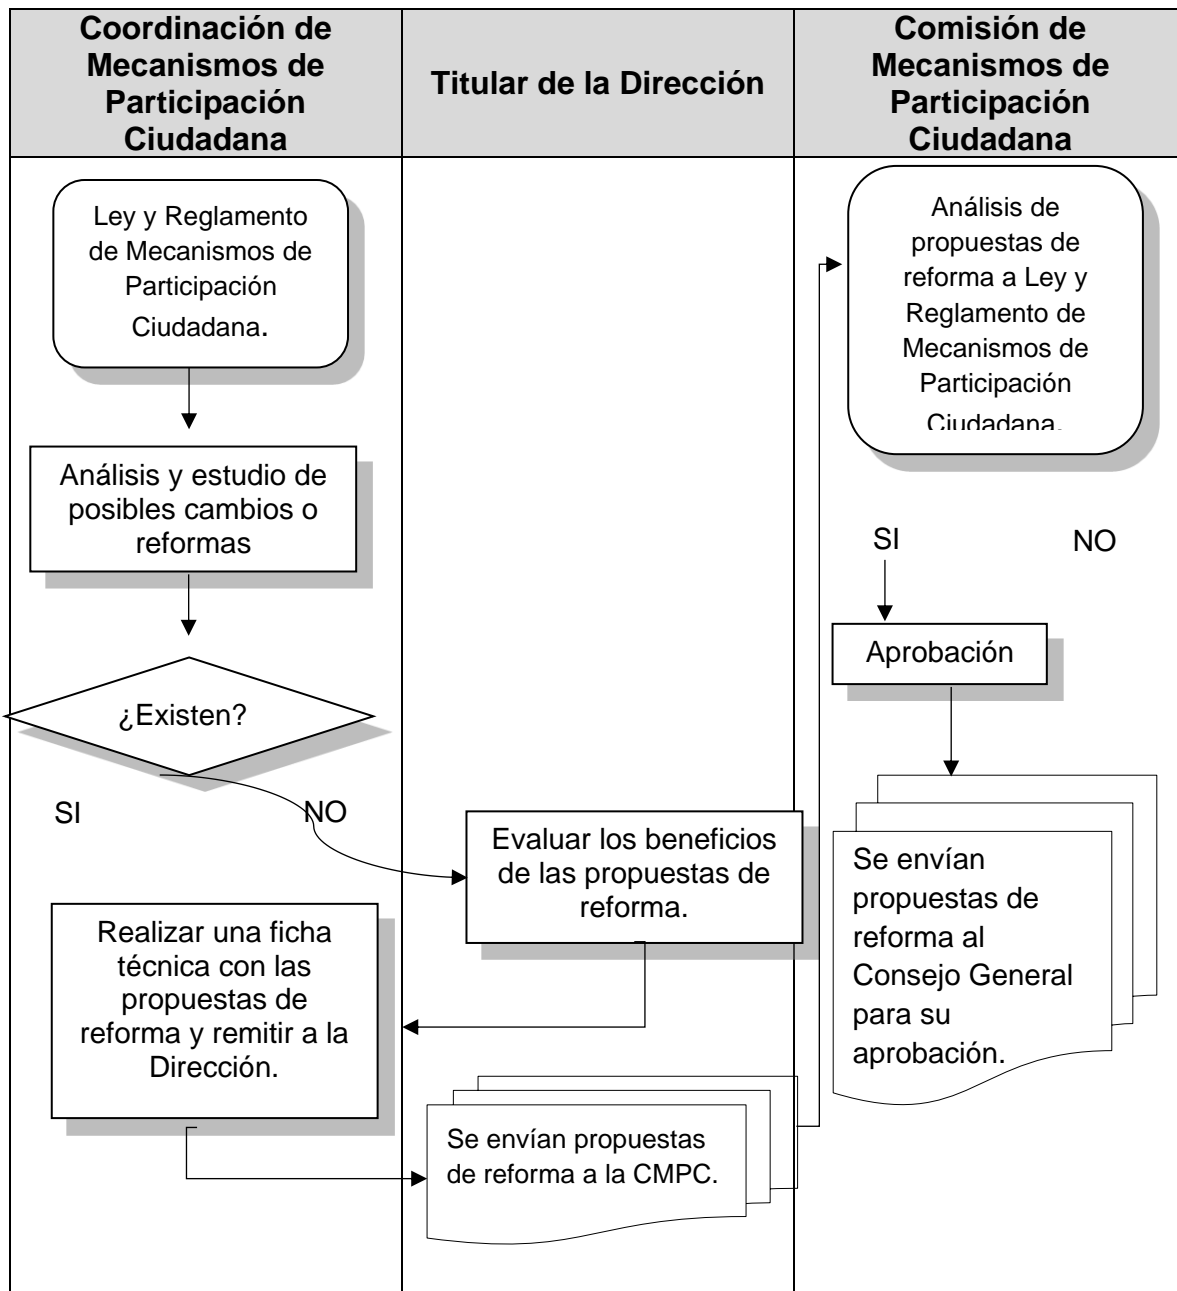 Coordinación de
Mecanismos de
Participación
Ciudadana
Titular de la Dirección
Comisión de
Mecanismos de
Participación
Ciudadana
Ley y Reglamento
de Mecanismos de
Participación
Ciudadana.
Análisis y estudio de
posibles cambios o
reformas
¿Existen?
SI
NO
Realizar una ficha
técnica con las
propuestas de
reforma y remitir a la
Dirección.
Evaluar los beneficios
de las propuestas de
reforma.
Se envían propuestas
de reforma a la CMPC.
Análisis de
propuestas de
reforma a Ley y
Reglamento de
Mecanismos de
Participación
Ciudadana.
SI
NO
Aprobación
Se envían
propuestas de
reforma al
Consejo General
para su
aprobación.